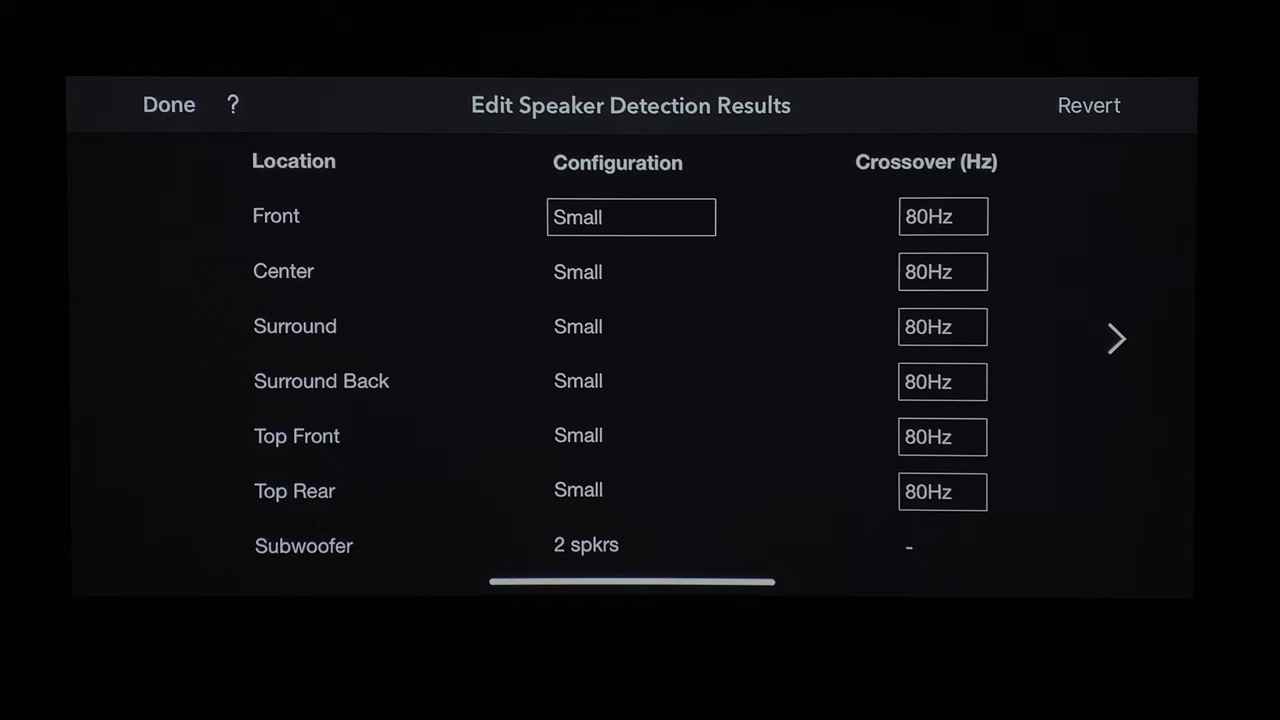 Done ? Edit Speaker Detection Results Revert
Location Configuration Crossover (Hz)
Front Small 80Hz
Center Small 80Hz
Surround Small 80Hz
Surround Back Small 80Hz
Top Front Small 80Hz
Top Rear Small 80Hz
Subwoofer 2 spkrs -